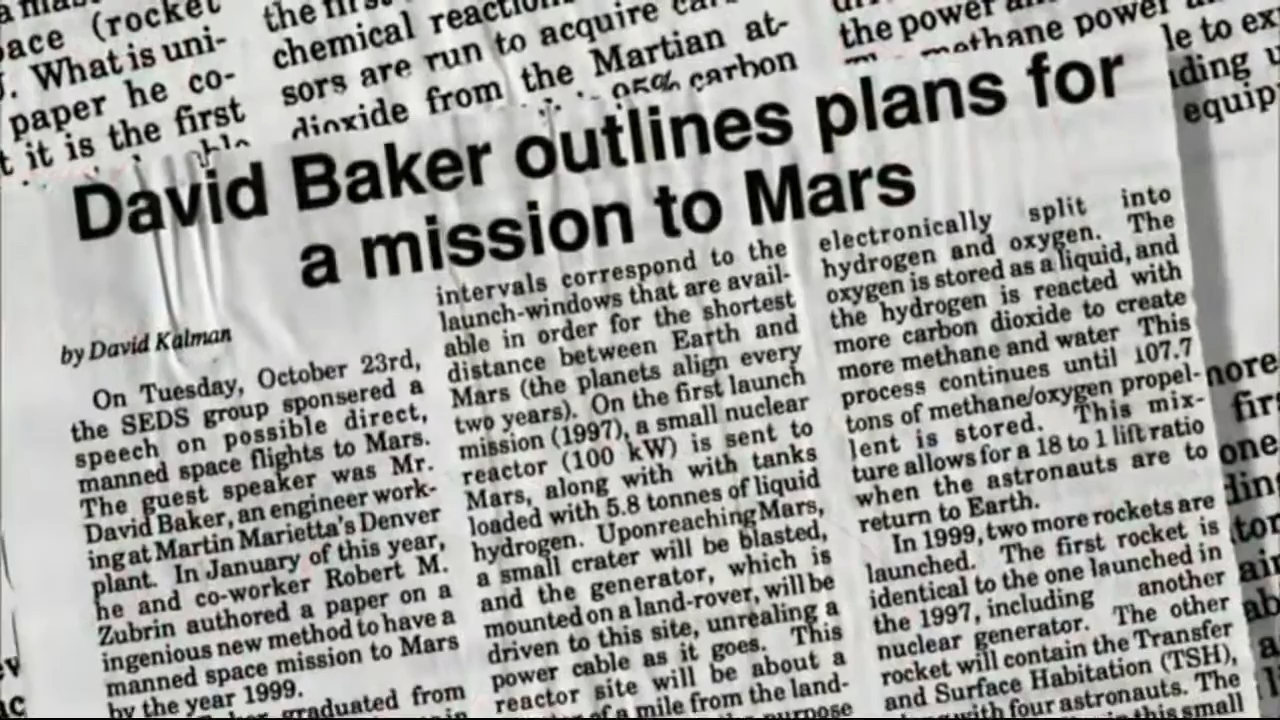 pace (rocket
What is uni-
paper he co-
it is the first
the first
chemical reaction
sors are run to acquire
from the Martian at-
dioxide
95% carbon
the power
methane power
le to ex
ding
equip
David Baker outlines plans for
a mission to Mars
by David Kalman
On Tuesday, October 23rd,
the SEDS group sponsered a
speech on possible direct,
manned space flights to Mars.
The guest speaker was Mr.
David Baker, an engineer work-
ing at Martin Marietta's Denver
plant. In January of this year,
he and co-worker Robert M.
Zubrin authored a paper on a
ingenious new method to have a
manned space mission to Mars
by the year 1999.
graduated from
intervals correspond to the
launch-windows that are avail-
able in order for the shortest
distance between Earth and
Mars (the planets align every
two years). On the first launch
mission (1997), a small nuclear
reactor (100 kW) is sent to
Mars, along with with tanks
loaded with 5.8 tonnes of liquid
hydrogen. Uponreaching Mars,
a small crater will be blasted,
and the generator, which is
mounted on a land-rover, will be
driven to this site, unrealing a
power cable as it goes. This
reactor site will be about a
of a mile from the land-
purpose
electronically split into
hydrogen and oxygen. The
oxygen is stored as a liquid, and
the hydrogen is reacted with
more carbon dioxide to create
more methane and water This
process continues until 107.7
tons of methane/oxygen propel-
lent is stored. This mix-
ture allows for a 18 to 1 lift ratio
when the astronauts are to
return to Earth.
In 1999, two more rockets are
launched. The first rocket is
identical to the one launched in
the 1997, including another
nuclear generator. The other
rocket will contain the Transfer
and Surface Habitation (TSH),
with four astronauts. The
this small
more